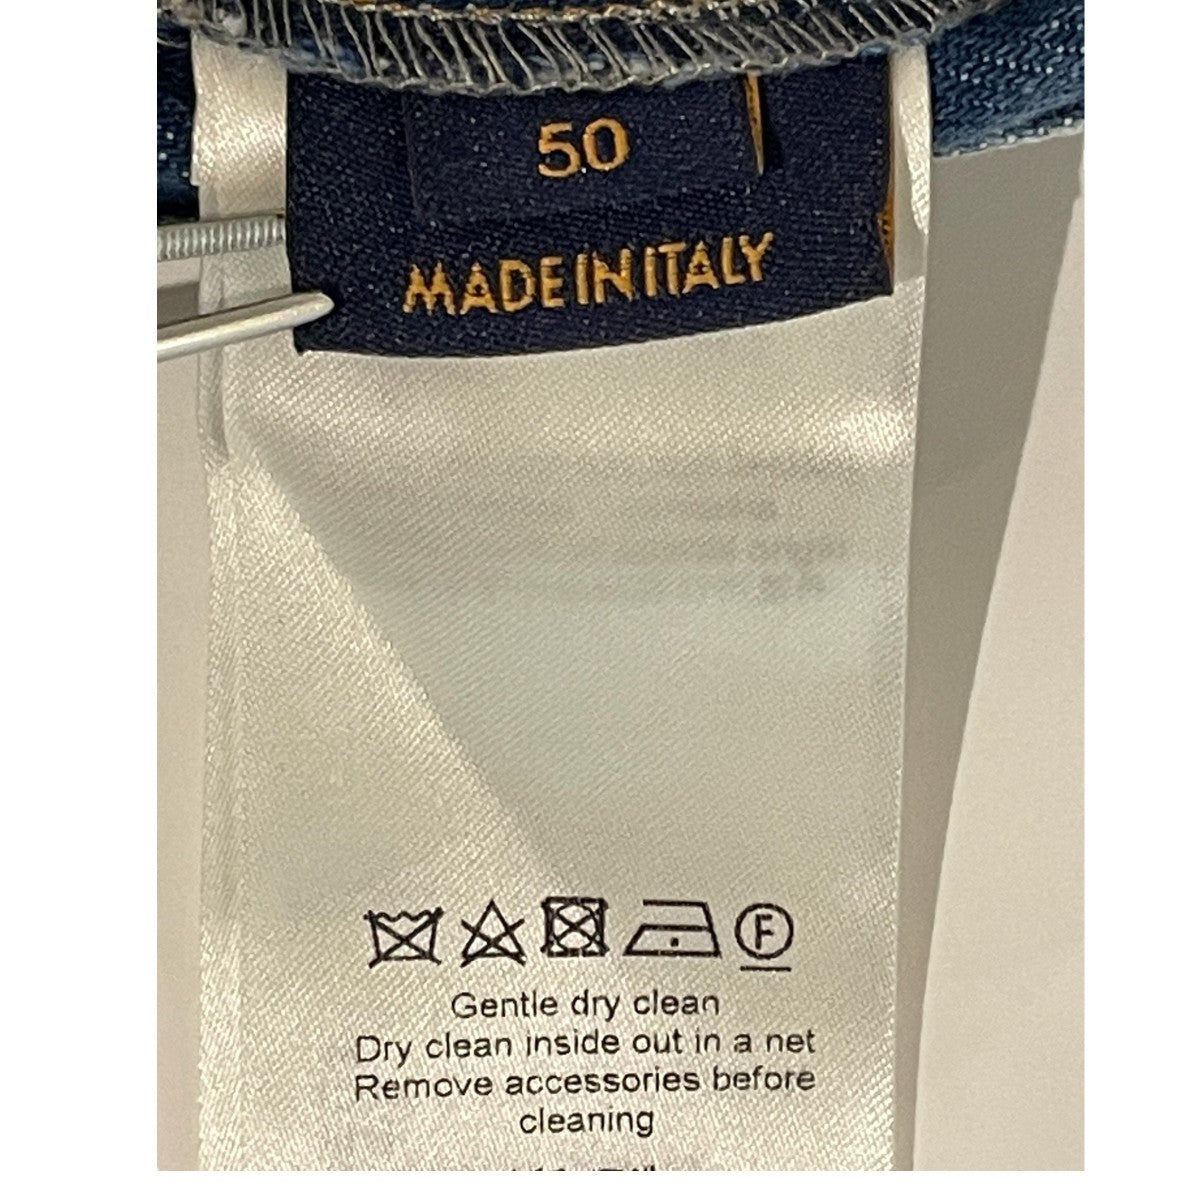 50
MADE IN ITALY
F
Gentle dry clean
Dry clean inside out in a net
Remove accessories before
cleaning